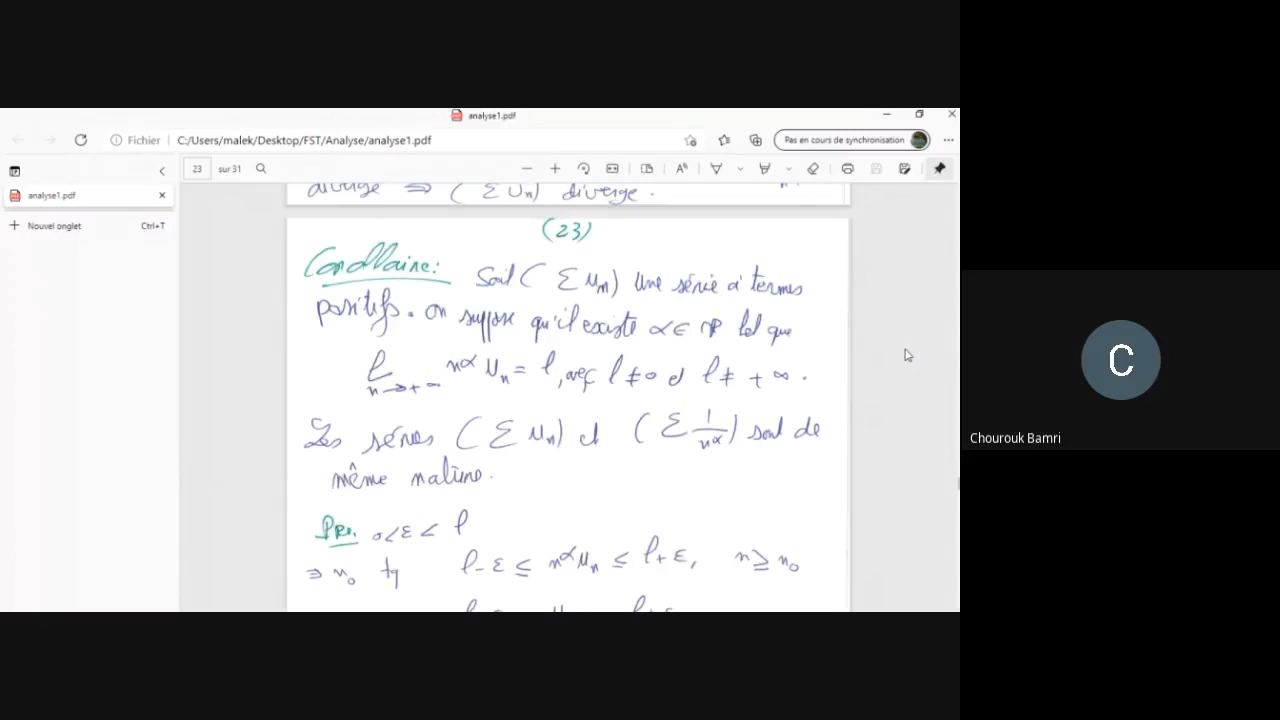 analyse1.pdf
Fichier C:/Users/malek/Desktop/FST/Analyse/analyse1.pdf
Pas en cours de synchronisation
23 sur 31
analyse1.pdf
Nouvel onglet Ctrl+T
diverge ⇒ (Σ Un) diverge.
(23)
Corollaire: Soit (Σ Un) Une série à termes
positifs. on suppose qu'il existe α ∈ ℝ tel que
l n→+∞ n^α Un = l, avec l ≠ 0 et l ≠ +∞.
Les séries (Σ Un) et (Σ 1/n^α) sont de
même nature.
Pre. 0<ε<l
⇒ n₀ tq l-ε ≤ n^α Un ≤ l+ε, n ≥ n₀
C
Chourouk Bamri